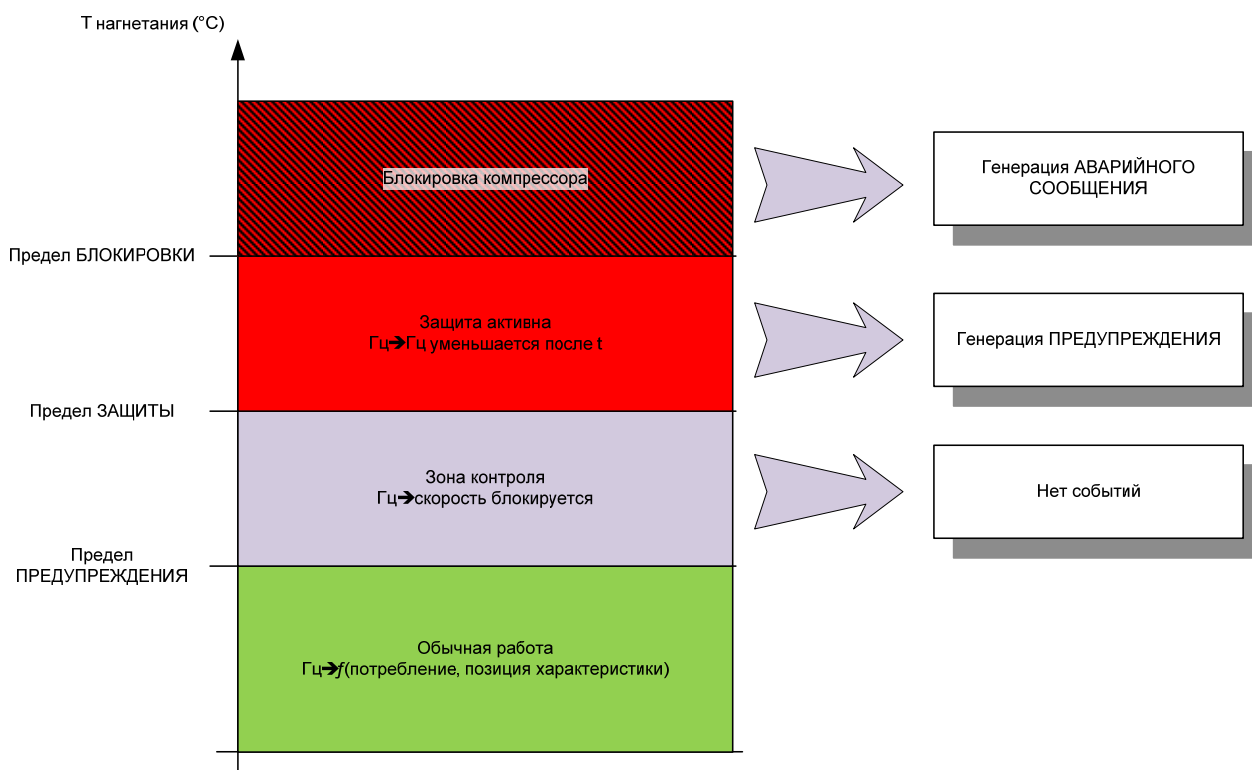 Т нагнетания (°C)
Блокировка компрессора
Генерация АВАРИЙНОГО
СООБЩЕНИЯ
Предел БЛОКИРОВКИ
Защита активна
Гц➔Гц уменьшается после t
Генерация ПРЕДУПРЕЖДЕНИЯ
Предел ЗАЩИТЫ
Зона контроля
Гц➔скорость блокируется
Нет событий
Предел
ПРЕДУПРЕЖДЕНИЯ
Обычная работа
Гц➔f(потребление, позиция характеристики)